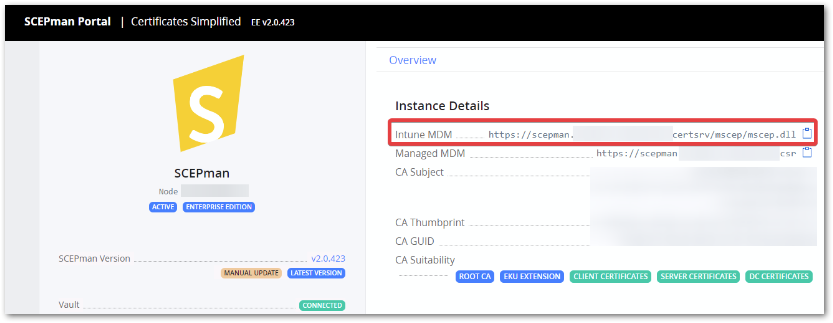 SCEPman Portal | Certificates Simplified EE v2.0.423
S
SCEPman
Node
ACTIVE ENTERPRISE EDITION
SCEPman Version v2.0.423
MANUAL UPDATE LATEST VERSION
Vault CONNECTED
Overview
Instance Details
Intune MDM https://scepman. certsrv/mscep/mscep.dll
Managed MDM https://scepman csr
CA Subject
CA Thumbprint
CA GUID
CA Suitability
ROOT CA EKU EXTENSION CLIENT CERTIFICATES SERVER CERTIFICATES DC CERTIFICATES